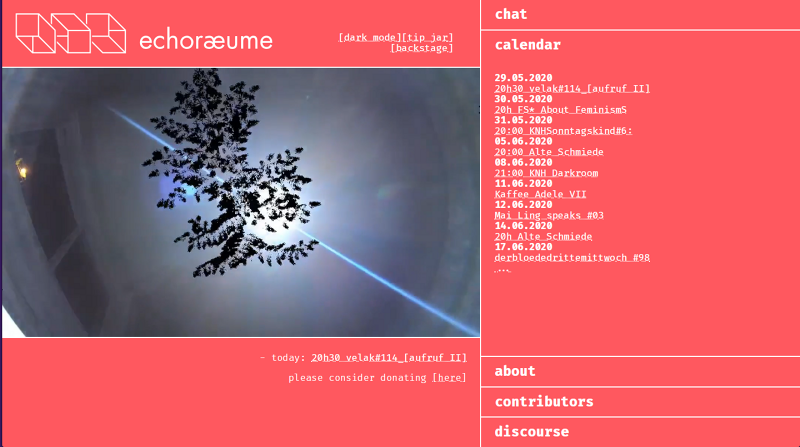 echoræume
[dark mode][tip jar]
[backstage]
- today: 20h30 velak#114_[aufruf II]
please consider donating [here]
chat
calendar
29.05.2020
20h30 velak#114_[aufruf II]
30.05.2020
20h FS* About FeminismS
31.05.2020
20:00 KNHSonntagskind#6:
05.06.2020
20:00 Alte Schmiede
08.06.2020
21:00 KNH Darkroom
11.06.2020
Kaffee Adele VII
12.06.2020
Mai Ling speaks #03
14.06.2020
20h Alte Schmiede
17.06.2020
derbloededrittemittwoch #98
...
about
contributors
discourse